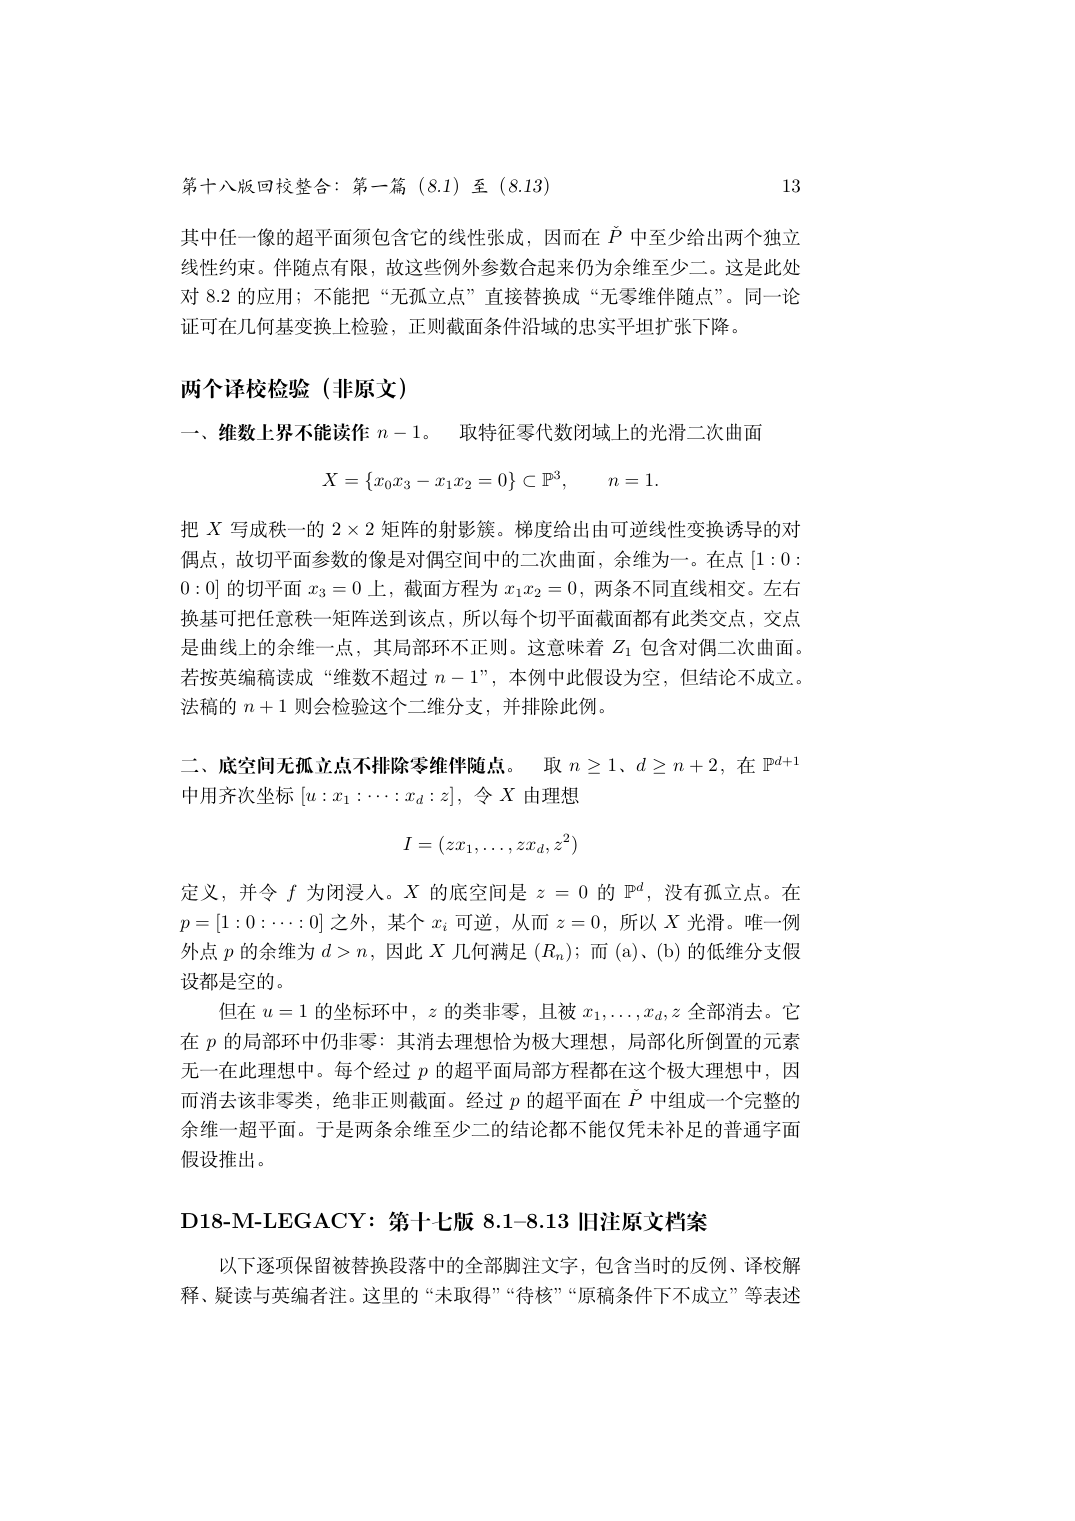 第十八版回校整合：第一篇（8.1）至（8.13） 13
其中任一像的超平面须包含它的线性张成，因而在 P̌ 中至少给出两个独立
线性约束。伴随点有限，故这些例外参数合起来仍为余维至少二。这是此处
对 8.2 的应用；不能把“无孤立点”直接替换成“无零维伴随点”。同一论
证可在几何基变换上检验，正则截面条件沿域的忠实平坦扩张下降。
两个译校检验（非原文）
一、维数上界不能读作 n − 1。 取特征零代数闭域上的光滑二次曲面
X = {x₀x₃ − x₁x₂ = 0} ⊂ ℙ³, n = 1.
把 X 写成秩一的 2 × 2 矩阵的射影簇。梯度给出由可逆线性变换诱导的对
偶点，故切平面参数的像是对偶空间中的二次曲面，余维为一。在点 [1 : 0 :
0 : 0] 的切平面 x₃ = 0 上，截面方程为 x₁x₂ = 0，两条不同直线相交。左右
换基可把任意秩一矩阵送到该点，所以每个切平面截面都有此类交点，交点
是曲线上的余维一点，其局部环不正则。这意味着 Z₁ 包含对偶二次曲面。
若按英编稿读成“维数不超过 n − 1”，本例中此假设为空，但结论不成立。
法稿的 n + 1 则会检验这个二维分支，并排除此例。
二、底空间无孤立点不排除零维伴随点。 取 n ≥ 1、d ≥ n + 2，在 ℙᵈ⁺¹
中用齐次坐标 [u : x₁ : ⋯ : x_d : z]，令 X 由理想
I = (zx₁, …, zx_d, z²)
定义，并令 f 为闭浸入。X 的底空间是 z = 0 的 ℙᵈ，没有孤立点。在
p = [1 : 0 : ⋯ : 0] 之外，某个 xᵢ 可逆，从而 z = 0，所以 X 光滑。唯一例
外点 p 的余维为 d > n，因此 X 几何满足 (Rₙ)；而 (a)、(b) 的低维分支假
设都是空的。
但在 u = 1 的坐标环中，z 的类非零，且被 x₁, …, x_d, z 全部消去。它
在 p 的局部环中仍非零：其消去理想恰为极大理想，局部化所倒置的元素
无一在此理想中。每个经过 p 的超平面局部方程都在这个极大理想中，因
而消去该非零类，绝非正则截面。经过 p 的超平面在 P̌ 中组成一个完整的
余维一超平面。于是两条余维至少二的结论都不能仅凭未补足的普通字面
假设推出。
D18-M-LEGACY：第十七版 8.1–8.13 旧注原文档案
以下逐项保留被替换段落中的全部脚注文字，包含当时的反例、译校解
释、疑读与英编者注。这里的“未取得”“待核”“原稿条件下不成立”等表述